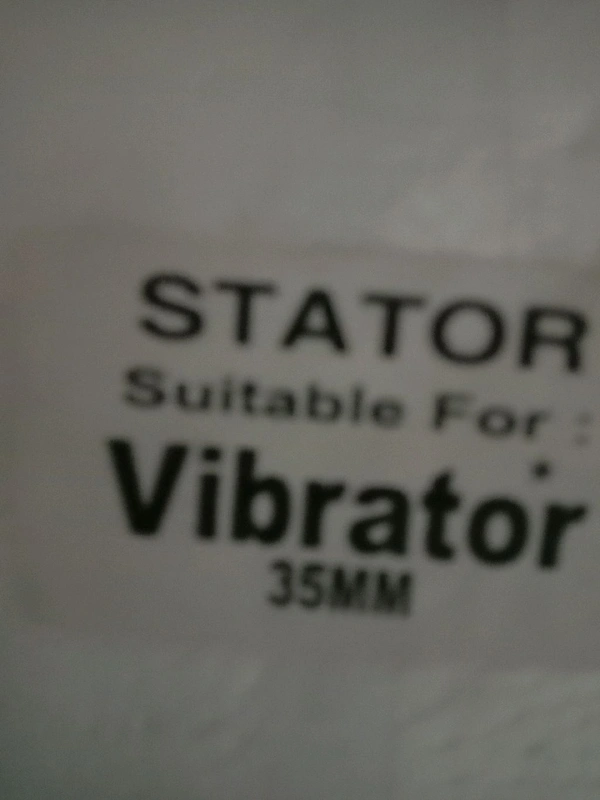 STATOR
Suitable For :
Vibrator
35MM